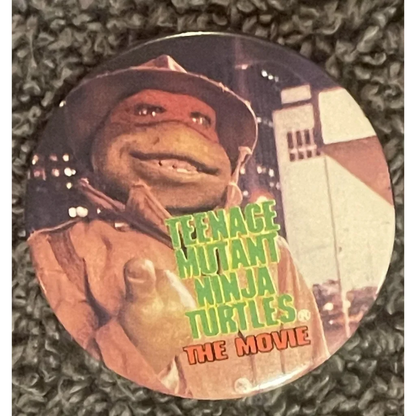 TEENAGE
MUTANT
NINJA
TURTLES®
THE MOVIE